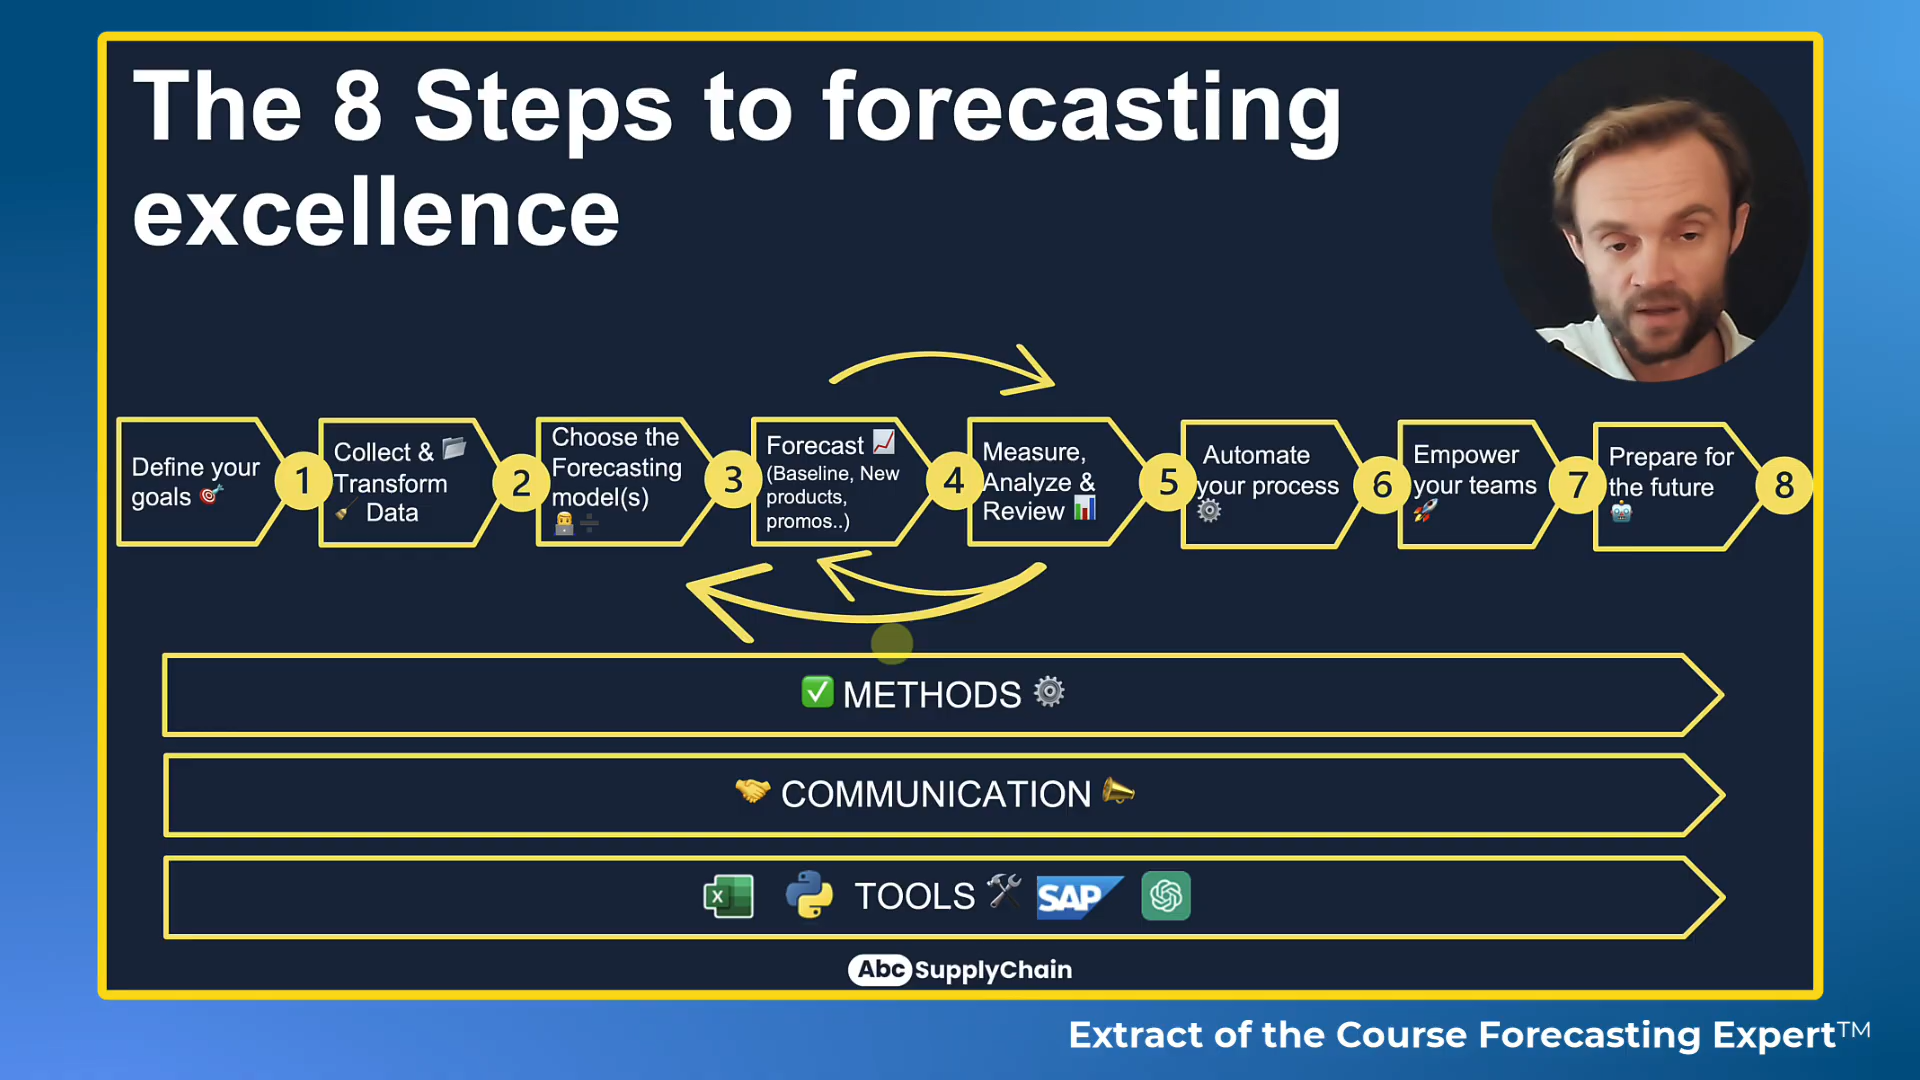 The 8 Steps to forecasting
excellence
Define your
goals
1
Collect &
Transform
Data
2
Choose the
Forecasting
model(s)
3
Forecast
(Baseline, New
products,
promos..)
4
Measure,
Analyze &
Review
5
Automate
your process
6
Empower
your teams
7
Prepare for
the future
8
METHODS
COMMUNICATION
X TOOLS SAP
Abc SupplyChain
Extract of the Course Forecasting Expert™